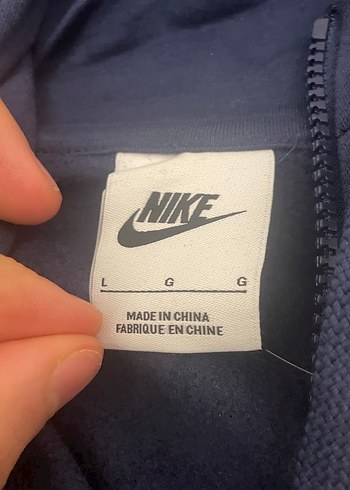 NIKE
L G G
MADE IN CHINA
FABRIQUE EN CHINE